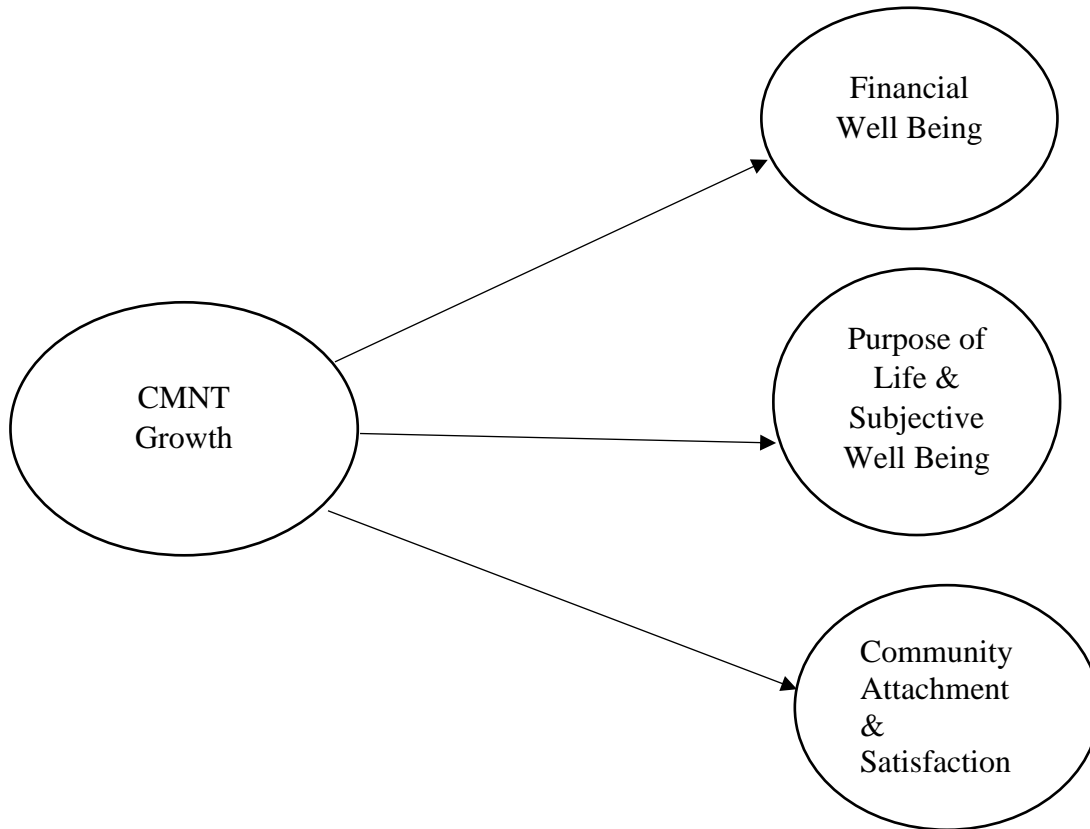 Financial
Well Being
Purpose of
Life &
Subjective
Well Being
CMNT
Growth
Community
Attachment
&
Satisfaction